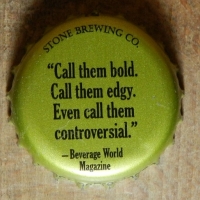 STONE BREWING CO.
“Call them bold.
Call them edgy.
Even call them
controversial.”
—Beverage World
Magazine